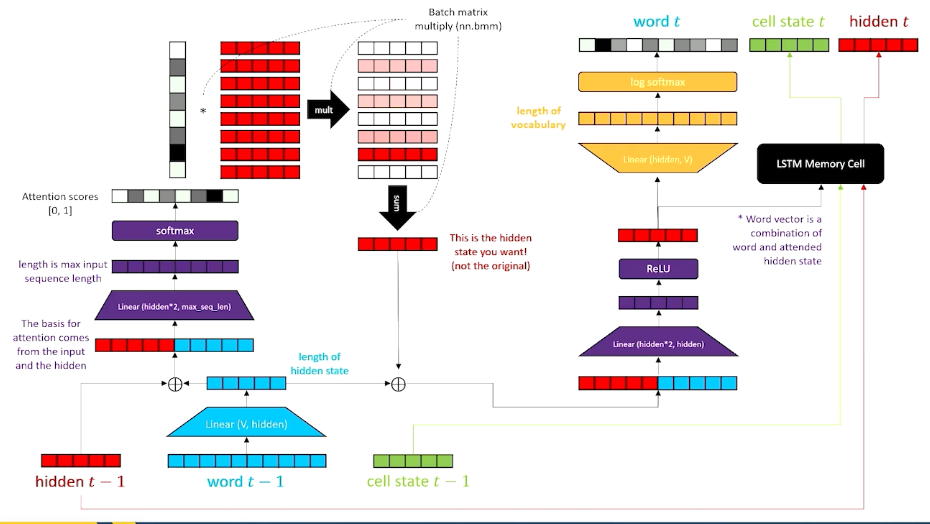 Batch matrix
multiply (nn.bmm)
word t
cell state t
hidden t
*
mult
log softmax
length of
vocabulary
Linear (hidden, V)
LSTM Memory Cell
Attention scores
[0, 1]
sum
softmax
This is the hidden
state you want!
(not the original)
* Word vector is a
combination of
word and attended
hidden state
length is max input
sequence length
ReLU
Linear (hidden*2, max_seq_len)
The basis for
attention comes
from the input
and the hidden
Linear (hidden*2, hidden)
length of
hidden state
Linear (V, hidden)
hidden t − 1
word t − 1
cell state t − 1